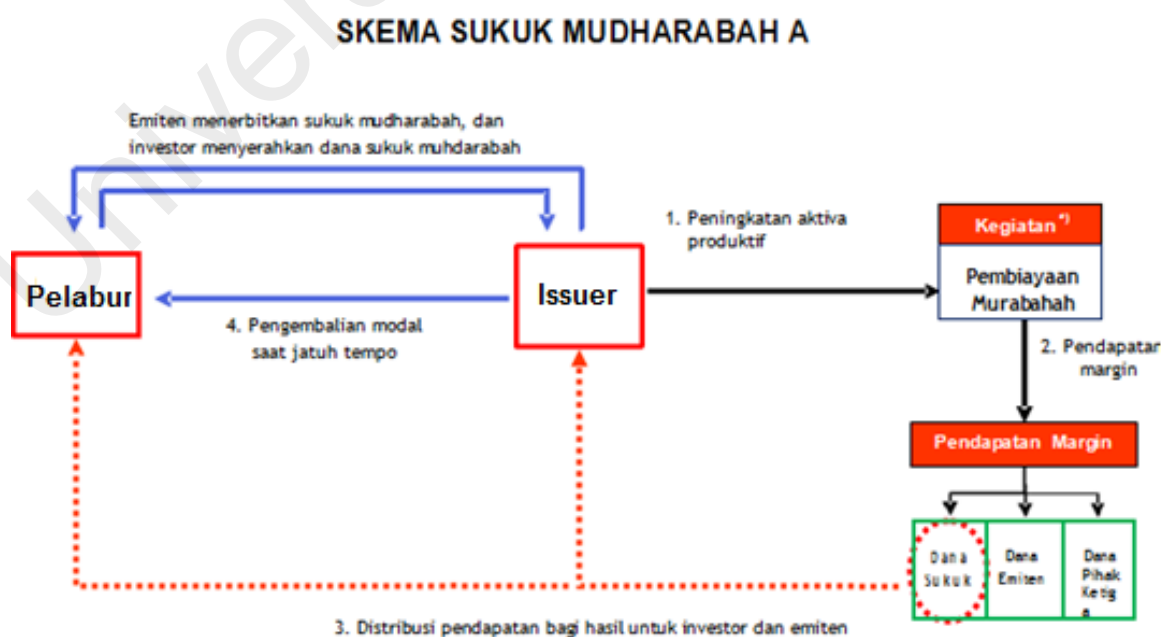 SKEMA SUKUK MUDHARABAH A
Emiten menerbitkan sukuk mudharabah, dan
investor menyerahkan dana sukuk muhdarabah
1. Peningkatan aktiva
produktif
Kegiatan *)
Pembiayaan
Murabahah
Pelabur
Issuer
4. Pengembalian modal
saat jatuh tempo
2. Pendapatan
margin
Pendapatan Margin
Dana
Sukuk
Dana
Emiten
Dana
Pihak
Ketig
a
3. Distribusi pendapatan bagi hasil untuk investor dan emiten